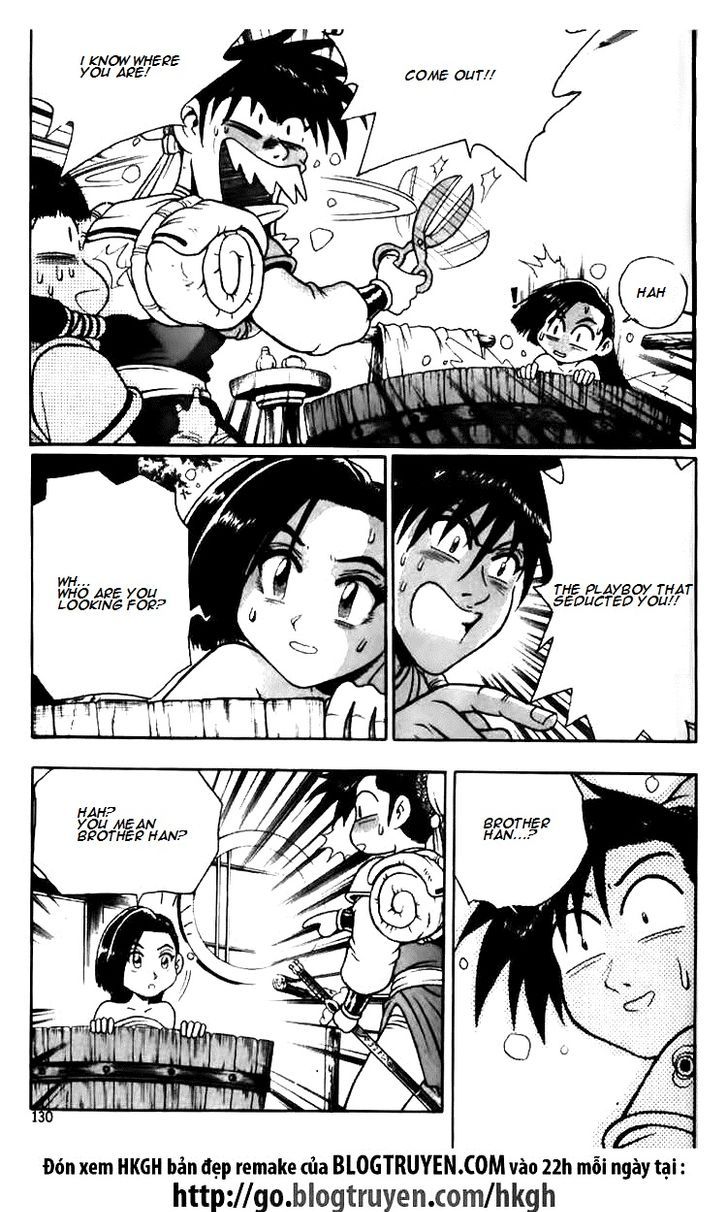 I KNOW WHERE
YOU ARE!
COME OUT!!
HAH
WH...
WHO ARE YOU
LOOKING FOR?
THE PLAYBOY THAT
SEDUCTED YOU!!
HAH?
YOU MEAN
BROTHER HAN?
BROTHER
HAN...?
130
Đón xem HKGH bản đẹp remake của BLOGTRUYEN.COM vào 22h mỗi ngày tại :
http://go.blogtruyen.com/hkgh